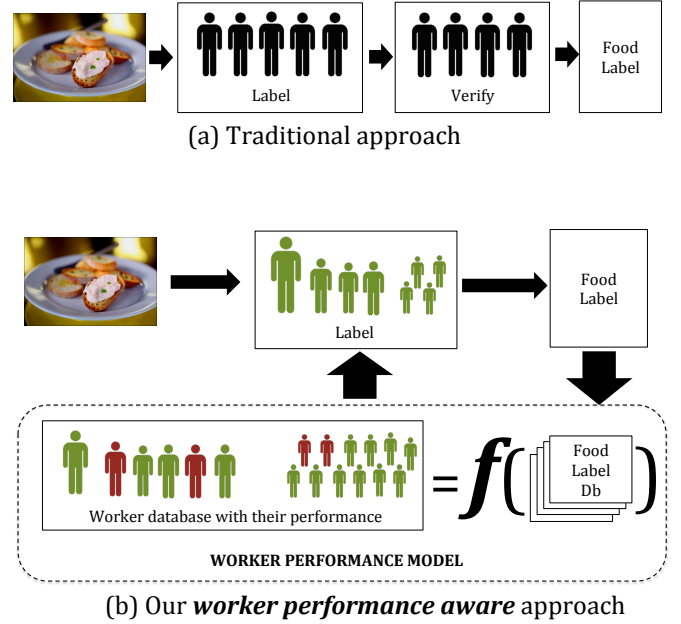 Label
Verify
Food
Label
(a) Traditional approach
Label
Food
Label
Worker database with their performance
= f(
Food
Label
Db
)
WORKER PERFORMANCE MODEL
(b) Our worker performance aware approach